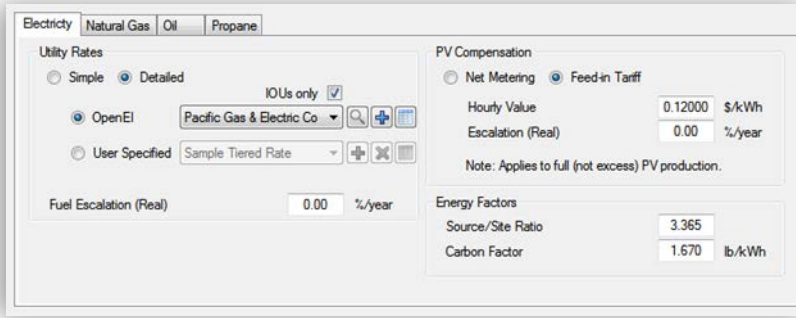 Electricty Natural Gas Oil Propane
Utility Rates
Simple Detailed
IOUs only
OpenEI Pacific Gas & Electric Co
User Specified Sample Tiered Rate
Fuel Escalation (Real) 0.00 %/year
PV Compensation
Net Metering Feed-in Tariff
Hourly Value 0.12000 $/kWh
Escalation (Real) 0.00 %/year
Note: Applies to full (not excess) PV production.
Energy Factors
Source/Site Ratio 3.365
Carbon Factor 1.670 lb/kWh